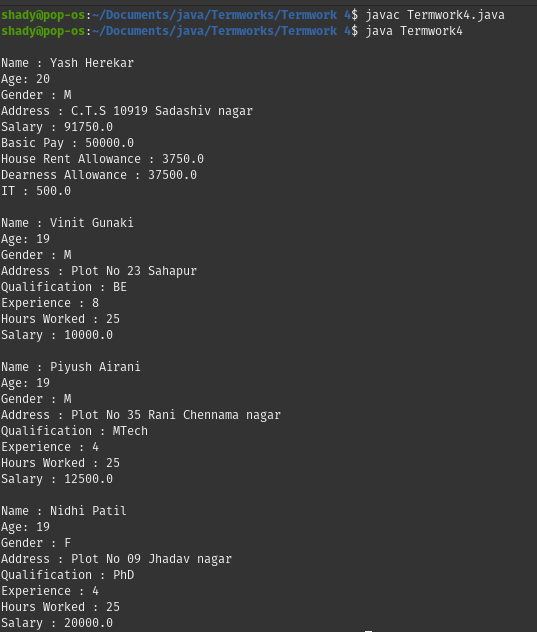 shady@pop-os:~/Documents/java/Termworks/Termwork 4$ javac Termwork4.java
shady@pop-os:~/Documents/java/Termworks/Termwork 4$ java Termwork4
Name : Yash Herekar
Age: 20
Gender : M
Address : C.T.S 10919 Sadashiv nagar
Salary : 91750.0
Basic Pay : 50000.0
House Rent Allowance : 3750.0
Dearness Allowance : 37500.0
IT : 500.0
Name : Vinit Gunaki
Age: 19
Gender : M
Address : Plot No 23 Sahapur
Qualification : BE
Experience : 8
Hours Worked : 25
Salary : 10000.0
Name : Piyush Airani
Age: 19
Gender : M
Address : Plot No 35 Rani Chennama nagar
Qualification : MTech
Experience : 4
Hours Worked : 25
Salary : 12500.0
Name : Nidhi Patil
Age: 19
Gender : F
Address : Plot No 09 Jhadav nagar
Qualification : PhD
Experience : 4
Hours Worked : 25
Salary : 20000.0